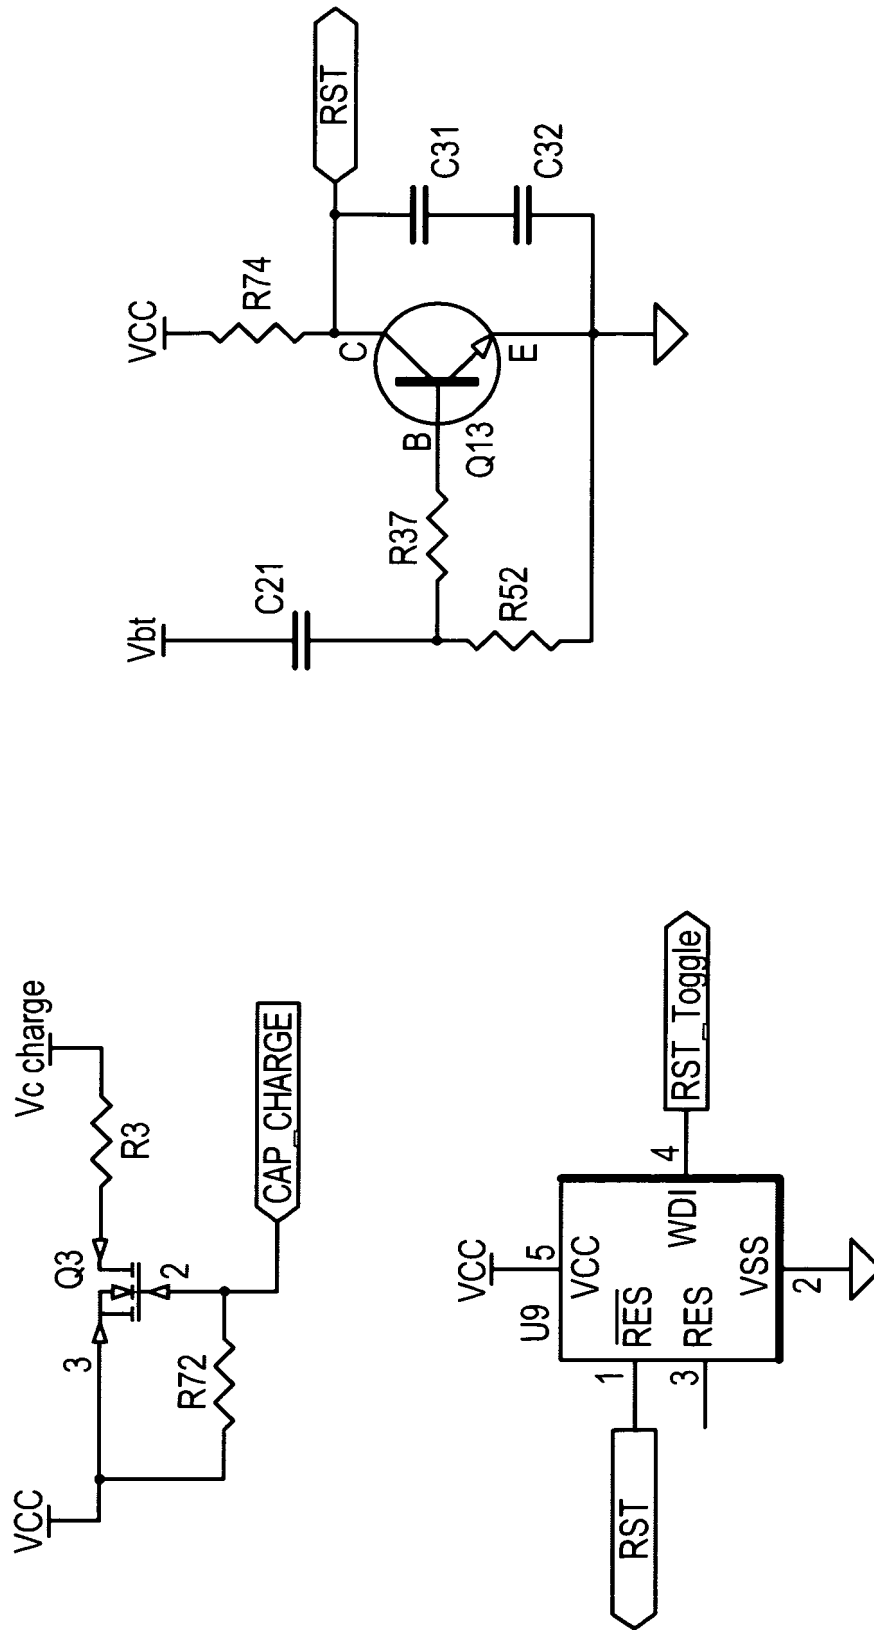 VCC
3
Q3
2
R72
R3
Vc charge
CAP_CHARGE
Vbt
C21
R37
R52
VCC
R74
B
C
E
Q13
RST
C31
C32
VCC
U9
5
VCC
RST
1
R̅E̅S̅
3
RES
WDI
4
RST_Toggle
VSS
2